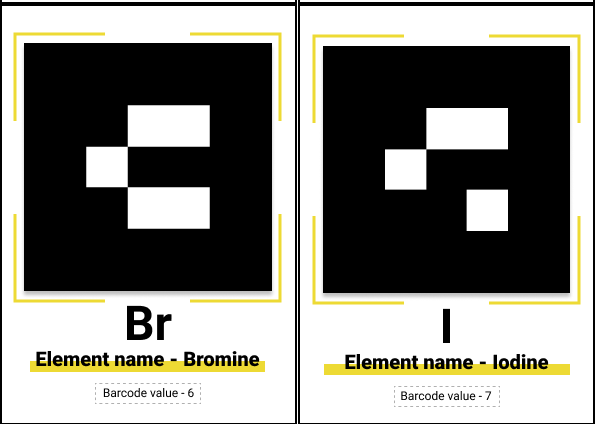 Br
Element name - Bromine
Barcode value - 6
I
Element name - Iodine
Barcode value - 7